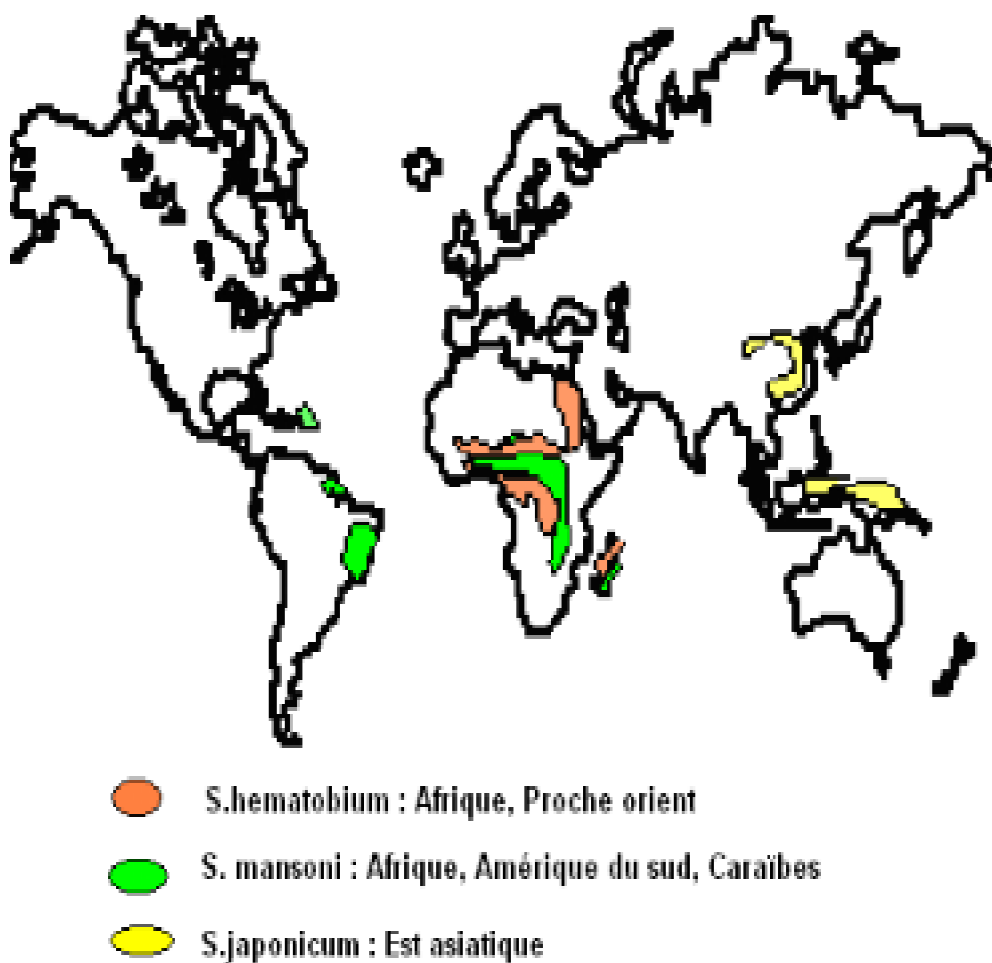 S.hematobium : Afrique, Proche orient
S. mansoni : Afrique, Amérique du sud, Caraïbes
S.japonicum : Est asiatique